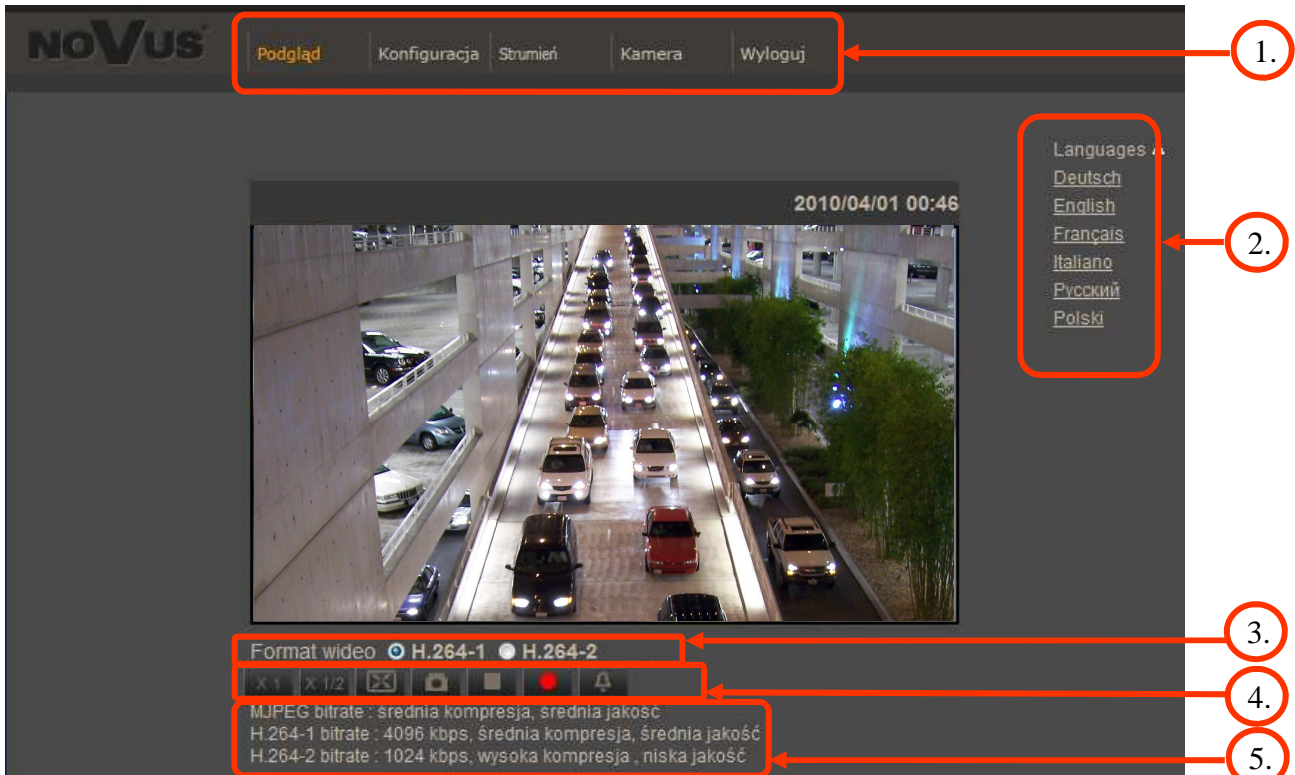 NOVUS
Podgląd Konfiguracja Strumień Kamera Wyloguj
1.
Languages
Deutsch
English
Français
Italiano
Русский
Polski
2.
2010/04/01 00:46
Format wideo H.264-1 H.264-2
3.
X 1 X 1/2
4.
MJPEG bitrate : średnia kompresja, średnia jakość
H.264-1 bitrate : 4096 kbps, średnia kompresja, średnia jakość
H.264-2 bitrate : 1024 kbps, wysoka kompresja , niska jakość
5.